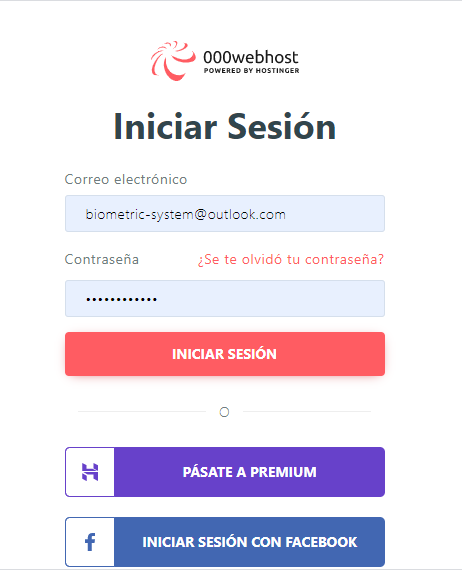 000webhost
POWERED BY HOSTINGER
Iniciar Sesión
Correo electrónico
biometric-system@outlook.com
Contraseña ¿Se te olvidó tu contraseña?
••••••••••••
INICIAR SESIÓN
O
PÁSATE A PREMIUM
INICIAR SESIÓN CON FACEBOOK